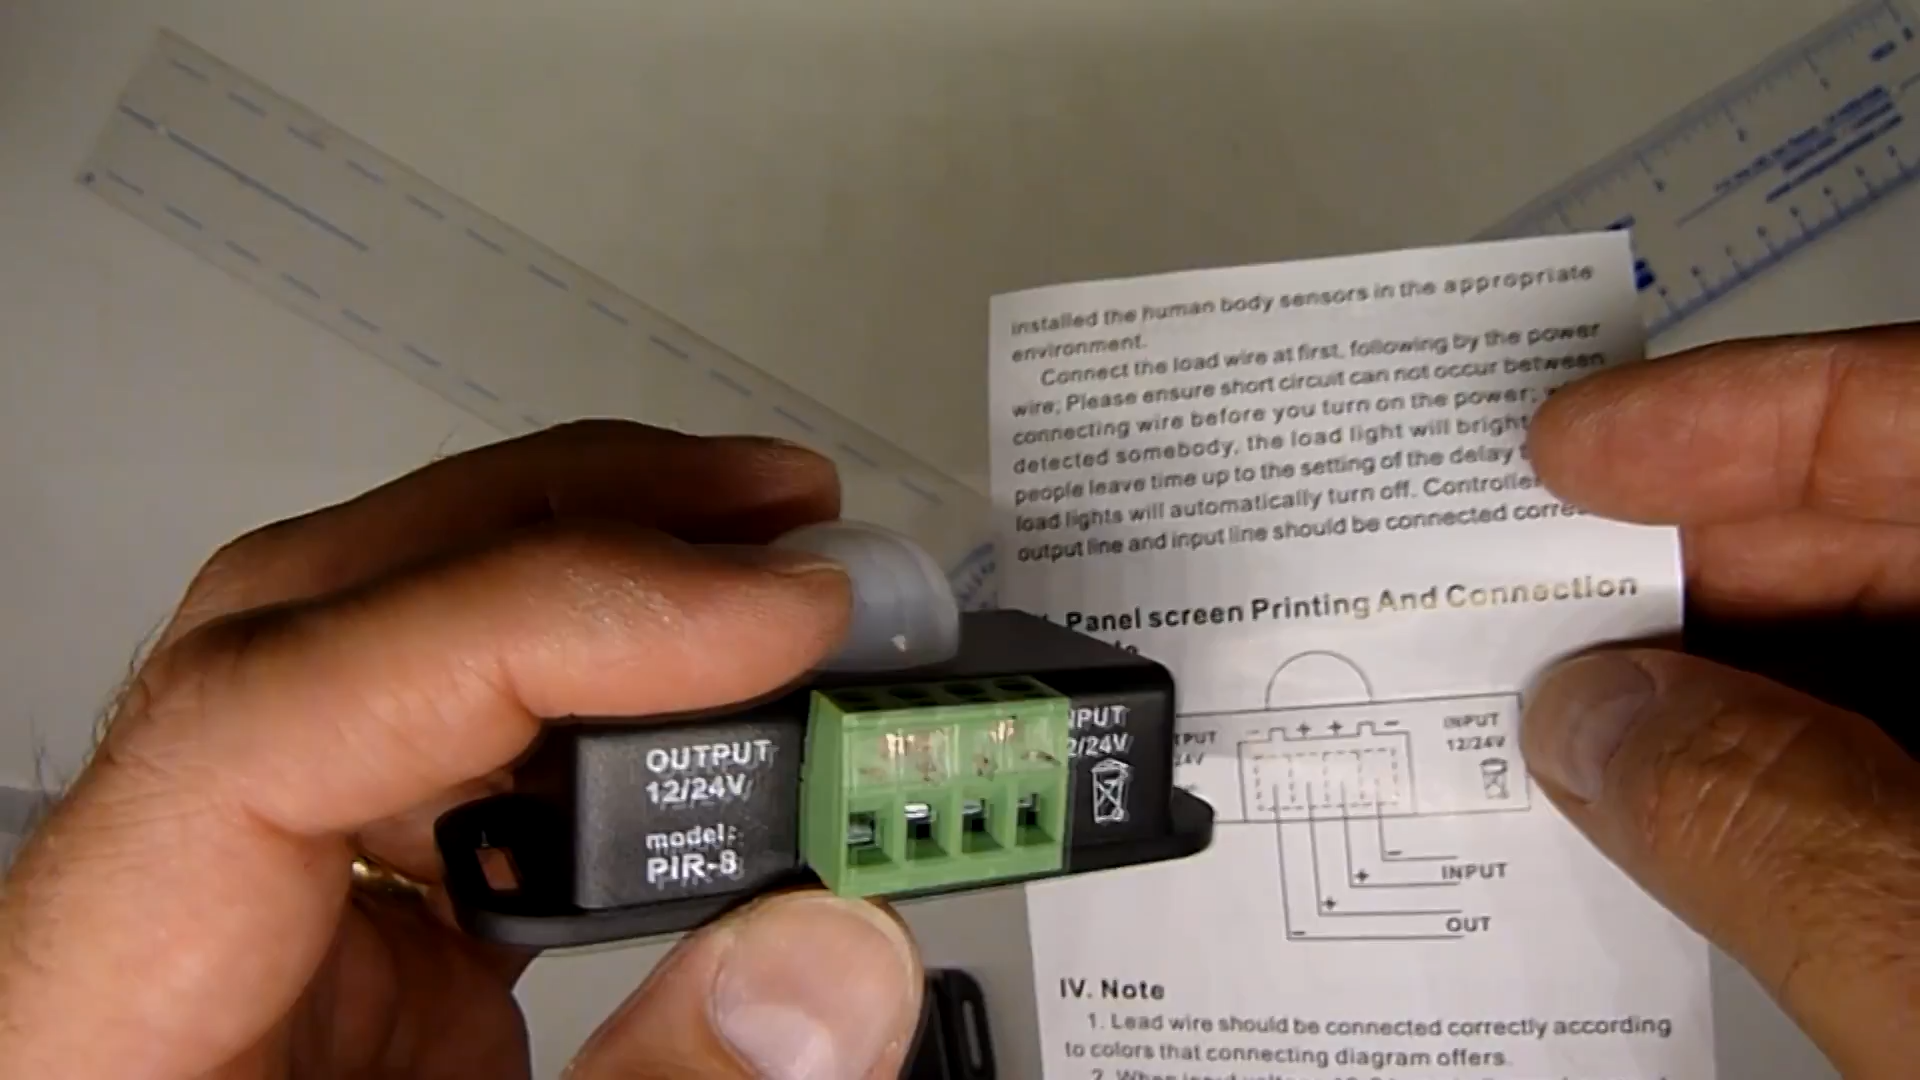 installed the human body sensors in the appropriate
environment.
Connect the load wire at first, following by the power
wire; Please ensure short circuit can not occur between
connecting wire before you turn on the power;
detected somebody, the load light will bright
people leave time up to the setting of the delay
load lights will automatically turn off. Controller
output line and input line should be connected
Panel screen Printing And Connection
OUTPUT
12/24V
model:
PIR-8
INPUT
12/24V
- + + -
INPUT
12/24V
-
INPUT
+
+
OUT
-
IV. Note
1. Lead wire should be connected correctly according
to colors that connecting diagram offers.